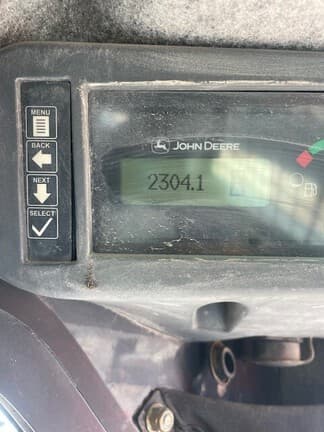 MENU
BACK
NEXT
SELECT
JOHN DEERE
2304.1